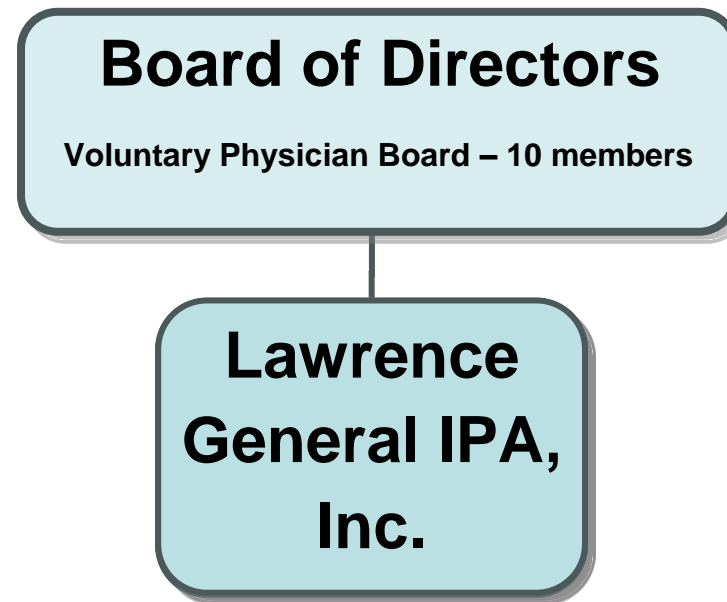 Board of Directors
Voluntary Physician Board – 10 members
Lawrence
General IPA,
Inc.